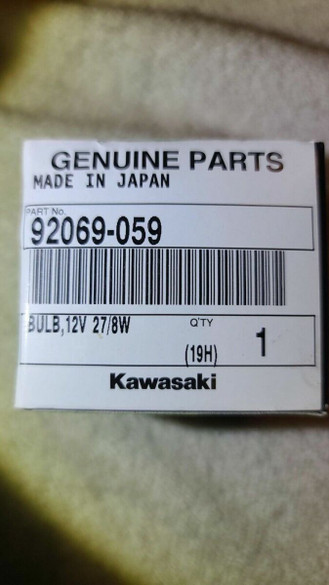 GENUINE PARTS
MADE IN JAPAN
PART No.
92069-059
BULB,12V 27/8W
Q'TY
(19H)
1
Kawasaki